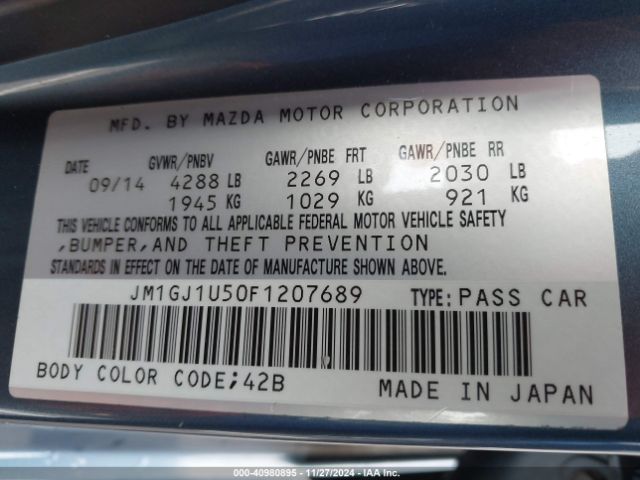 MFD. BY MAZDA MOTOR CORPORATION
DATE GVWR/PNBV GAWR/PNBE FRT GAWR/PNBE RR
09/14 4288 LB 2269 LB 2030 LB
1945 KG 1029 KG 921 KG
THIS VEHICLE CONFORMS TO ALL APPLICABLE FEDERAL MOTOR VEHICLE SAFETY
,BUMPER,AND THEFT PREVENTION
STANDARDS IN EFFECT ON THE DATE OF MANUFACTURE SHOWN ABOVE.
JM1GJ1U50F1207689 TYPE: PASS CAR
BODY COLOR CODE;42B MADE IN JAPAN
000-40980895 - 11/27/2024 - IAA Inc.